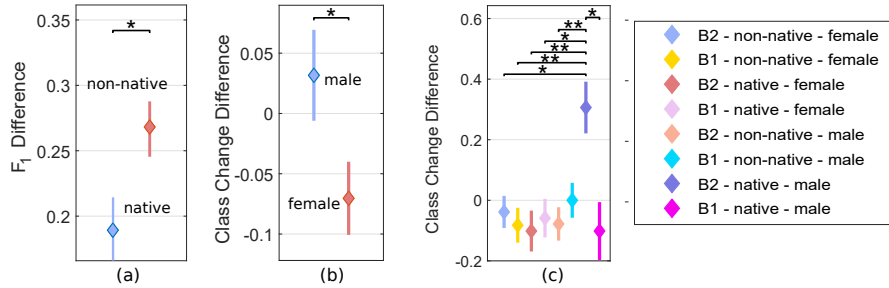 F1 Difference
0.35
0.3
0.25
0.2
*
non-native
native
(a)
Class Change Difference
0.05
0
-0.05
-0.1
*
male
female
(b)
Class Change Difference
0.6
0.4
0.2
0
-0.2
*
**
*
**
**
*
(c)
B2 - non-native - female
B1 - non-native - female
B2 - native - female
B1 - native - female
B2 - non-native - male
B1 - non-native - male
B2 - native - male
B1 - native - male